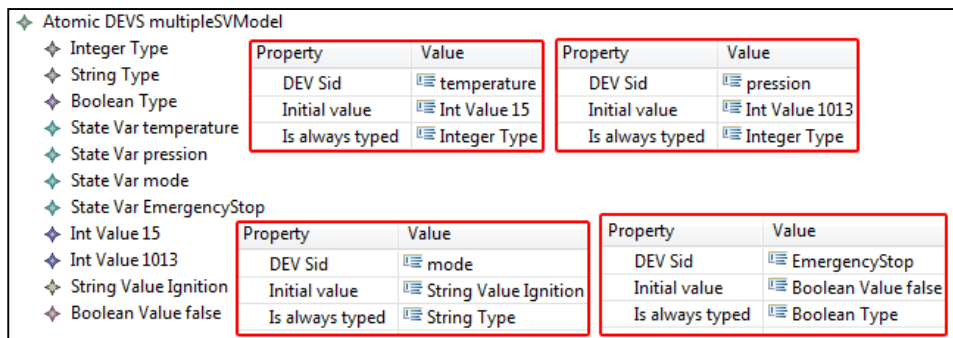 Atomic DEVS multipleSVModel
Integer Type
String Type
Boolean Type
State Var temperature
State Var pression
State Var mode
State Var EmergencyStop
Int Value 15
Int Value 1013
String Value Ignition
Boolean Value false
Property Value
DEV Sid temperature
Initial value Int Value 15
Is always typed Integer Type
Property Value
DEV Sid pression
Initial value Int Value 1013
Is always typed Integer Type
Property Value
DEV Sid mode
Initial value String Value Ignition
Is always typed String Type
Property Value
DEV Sid EmergencyStop
Initial value Boolean Value false
Is always typed Boolean Type